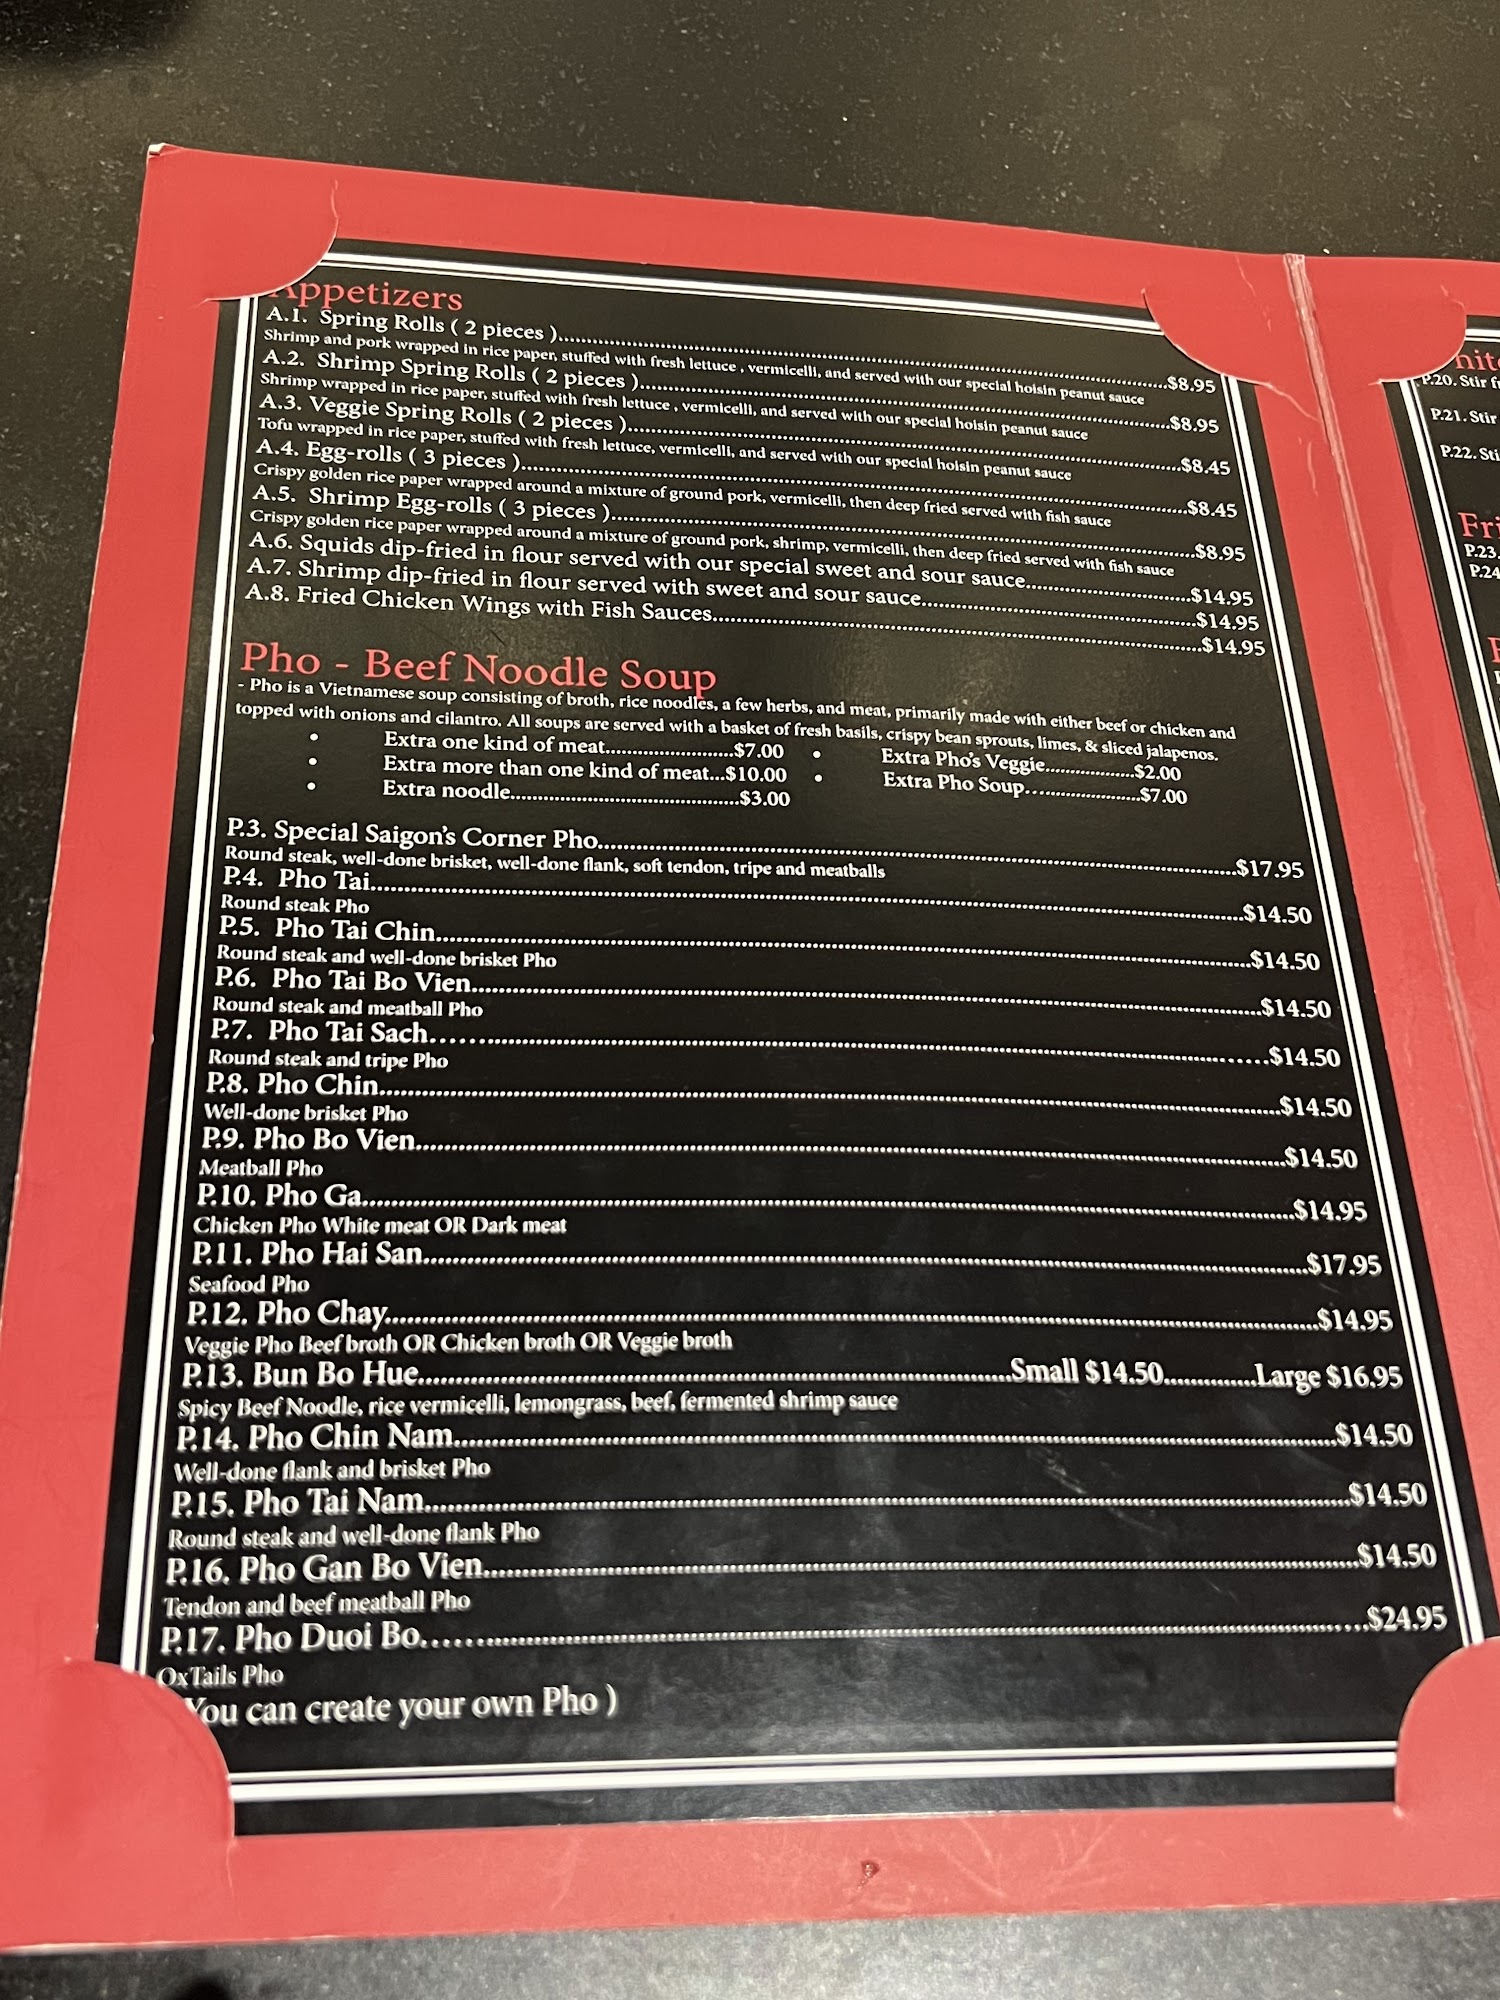 Appetizers
A.1. Spring Rolls ( 2 pieces )..........$8.95
Shrimp and pork wrapped in rice paper, stuffed with fresh lettuce , vermicelli, and served with our special hoisin peanut sauce
A.2. Shrimp Spring Rolls ( 2 pieces )..........$8.95
Shrimp wrapped in rice paper, stuffed with fresh lettuce , vermicelli, and served with our special hoisin peanut sauce
A.3. Veggie Spring Rolls ( 2 pieces )..........$8.45
Tofu wrapped in rice paper, stuffed with fresh lettuce, vermicelli, and served with our special hoisin peanut sauce
A.4. Egg-rolls ( 3 pieces )..........$8.45
Crispy golden rice paper wrapped around a mixture of ground pork, vermicelli, then deep fried served with fish sauce
A.5. Shrimp Egg-rolls ( 3 pieces )..........$8.95
Crispy golden rice paper wrapped around a mixture of ground pork, shrimp, vermicelli, then deep fried served with fish sauce
A.6. Squids dip-fried in flour served with our special sweet and sour sauce..........$14.95
A.7. Shrimp dip-fried in flour served with sweet and sour sauce..........$14.95
A.8. Fried Chicken Wings with Fish Sauces..........$14.95
Pho - Beef Noodle Soup
- Pho is a Vietnamese soup consisting of broth, rice noodles, a few herbs, and meat, primarily made with either beef or chicken and
topped with onions and cilantro. All soups are served with a basket of fresh basils, crispy bean sprouts, limes, & sliced jalapenos.
• Extra one kind of meat..........$7.00 • Extra Pho's Veggie..........$2.00
• Extra more than one kind of meat...$10.00 • Extra Pho Soup..........$7.00
• Extra noodle..........$3.00
P.3. Special Saigon's Corner Pho..........$17.95
Round steak, well-done brisket, well-done flank, soft tendon, tripe and meatballs
P.4. Pho Tai..........$14.50
Round steak Pho
P.5. Pho Tai Chin..........$14.50
Round steak and well-done brisket Pho
P.6. Pho Tai Bo Vien..........$14.50
Round steak and meatball Pho
P.7. Pho Tai Sach..........$14.50
Round steak and tripe Pho
P.8. Pho Chin..........$14.50
Well-done brisket Pho
P.9. Pho Bo Vien..........$14.50
Meatball Pho
P.10. Pho Ga..........$14.95
Chicken Pho White meat OR Dark meat
P.11. Pho Hai San..........$17.95
Seafood Pho
P.12. Pho Chay..........$14.95
Veggie Pho Beef broth OR Chicken broth OR Veggie broth
P.13. Bun Bo Hue..........Small $14.50..........Large $16.95
Spicy Beef Noodle, rice vermicelli, lemongrass, beef, fermented shrimp sauce
P.14. Pho Chin Nam..........$14.50
Well-done flank and brisket Pho
P.15. Pho Tai Nam..........$14.50
Round steak and well-done flank Pho
P.16. Pho Gan Bo Vien..........$14.50
Tendon and beef meatball Pho
P.17. Pho Duoi Bo..........$24.95
OxTails Pho
You can create your own Pho )
P.20. Stir
P.21. Stir
P.22.
P.23.